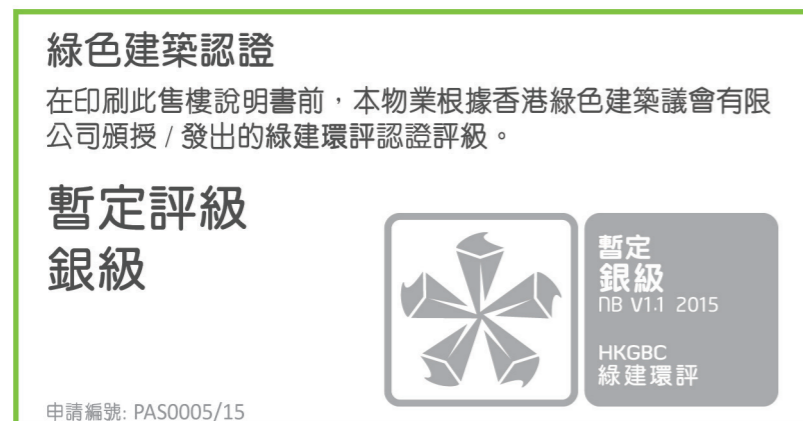 綠色建築認證
在印刷此售樓說明書前，本物業根據香港綠色建築議會有限
公司頒授 / 發出的綠建環評認證評級。
暫定評級
銀級
暫定
銀級
NB V1.1 2015
HKGBC
綠建環評
申請編號: PAS0005/15